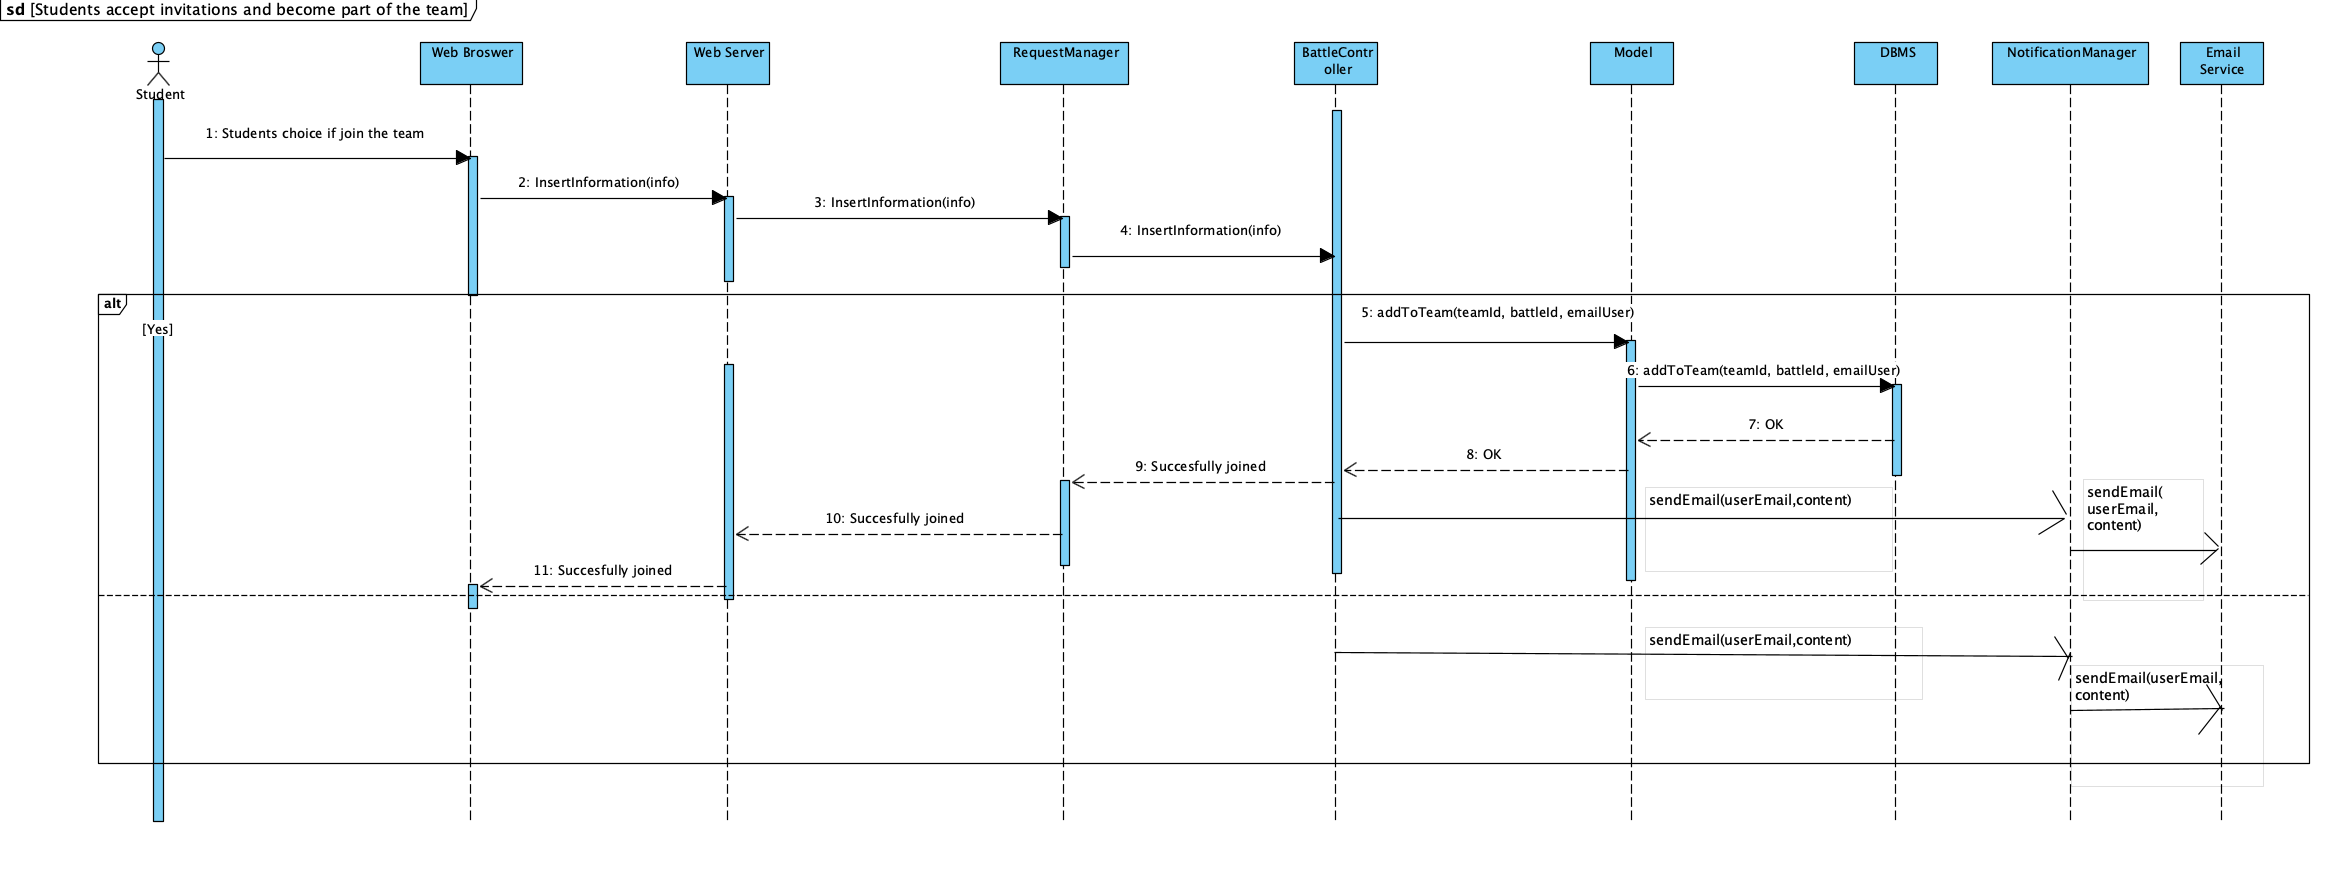 sd [Students accept invitations and become part of the team]
Student
Web Broswer
Web Server
RequestManager
BattleContr
oller
Model
DBMS
NotificationManager
Email
Service
1: Students choice if join the team
2: InsertInformation(info)
3: InsertInformation(info)
4: InsertInformation(info)
alt
[Yes]
5: addToTeam(teamId, battleId, emailUser)
6: addToTeam(teamId, battleId, emailUser)
7: OK
8: OK
9: Succesfully joined
sendEmail(userEmail,content)
sendEmail(
userEmail,
content)
10: Succesfully joined
11: Succesfully joined
sendEmail(userEmail,content)
sendEmail(userEmail,
content)